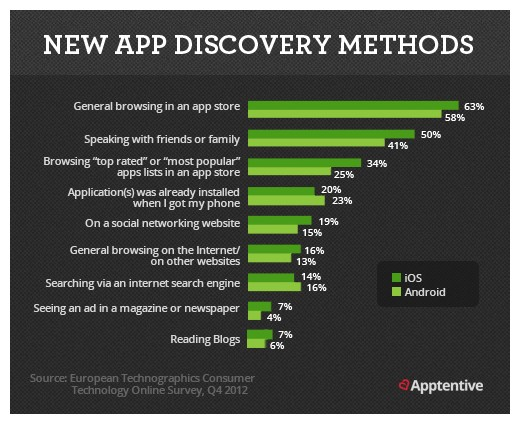 NEW APP DISCOVERY METHODS
General browsing in an app store
63%
58%
Speaking with friends or family
50%
41%
Browsing “top rated” or “most popular”
apps lists in an app store
34%
25%
Application(s) was already installed
when I got my phone
20%
23%
On a social networking website
19%
15%
General browsing on the Internet/
on other websites
16%
13%
Searching via an internet search engine
14%
16%
Seeing an ad in a magazine or newspaper
7%
4%
Reading Blogs
7%
6%
iOS
Android
Source: European Technographics Consumer
Technology Online Survey, Q4 2012
Apptentive